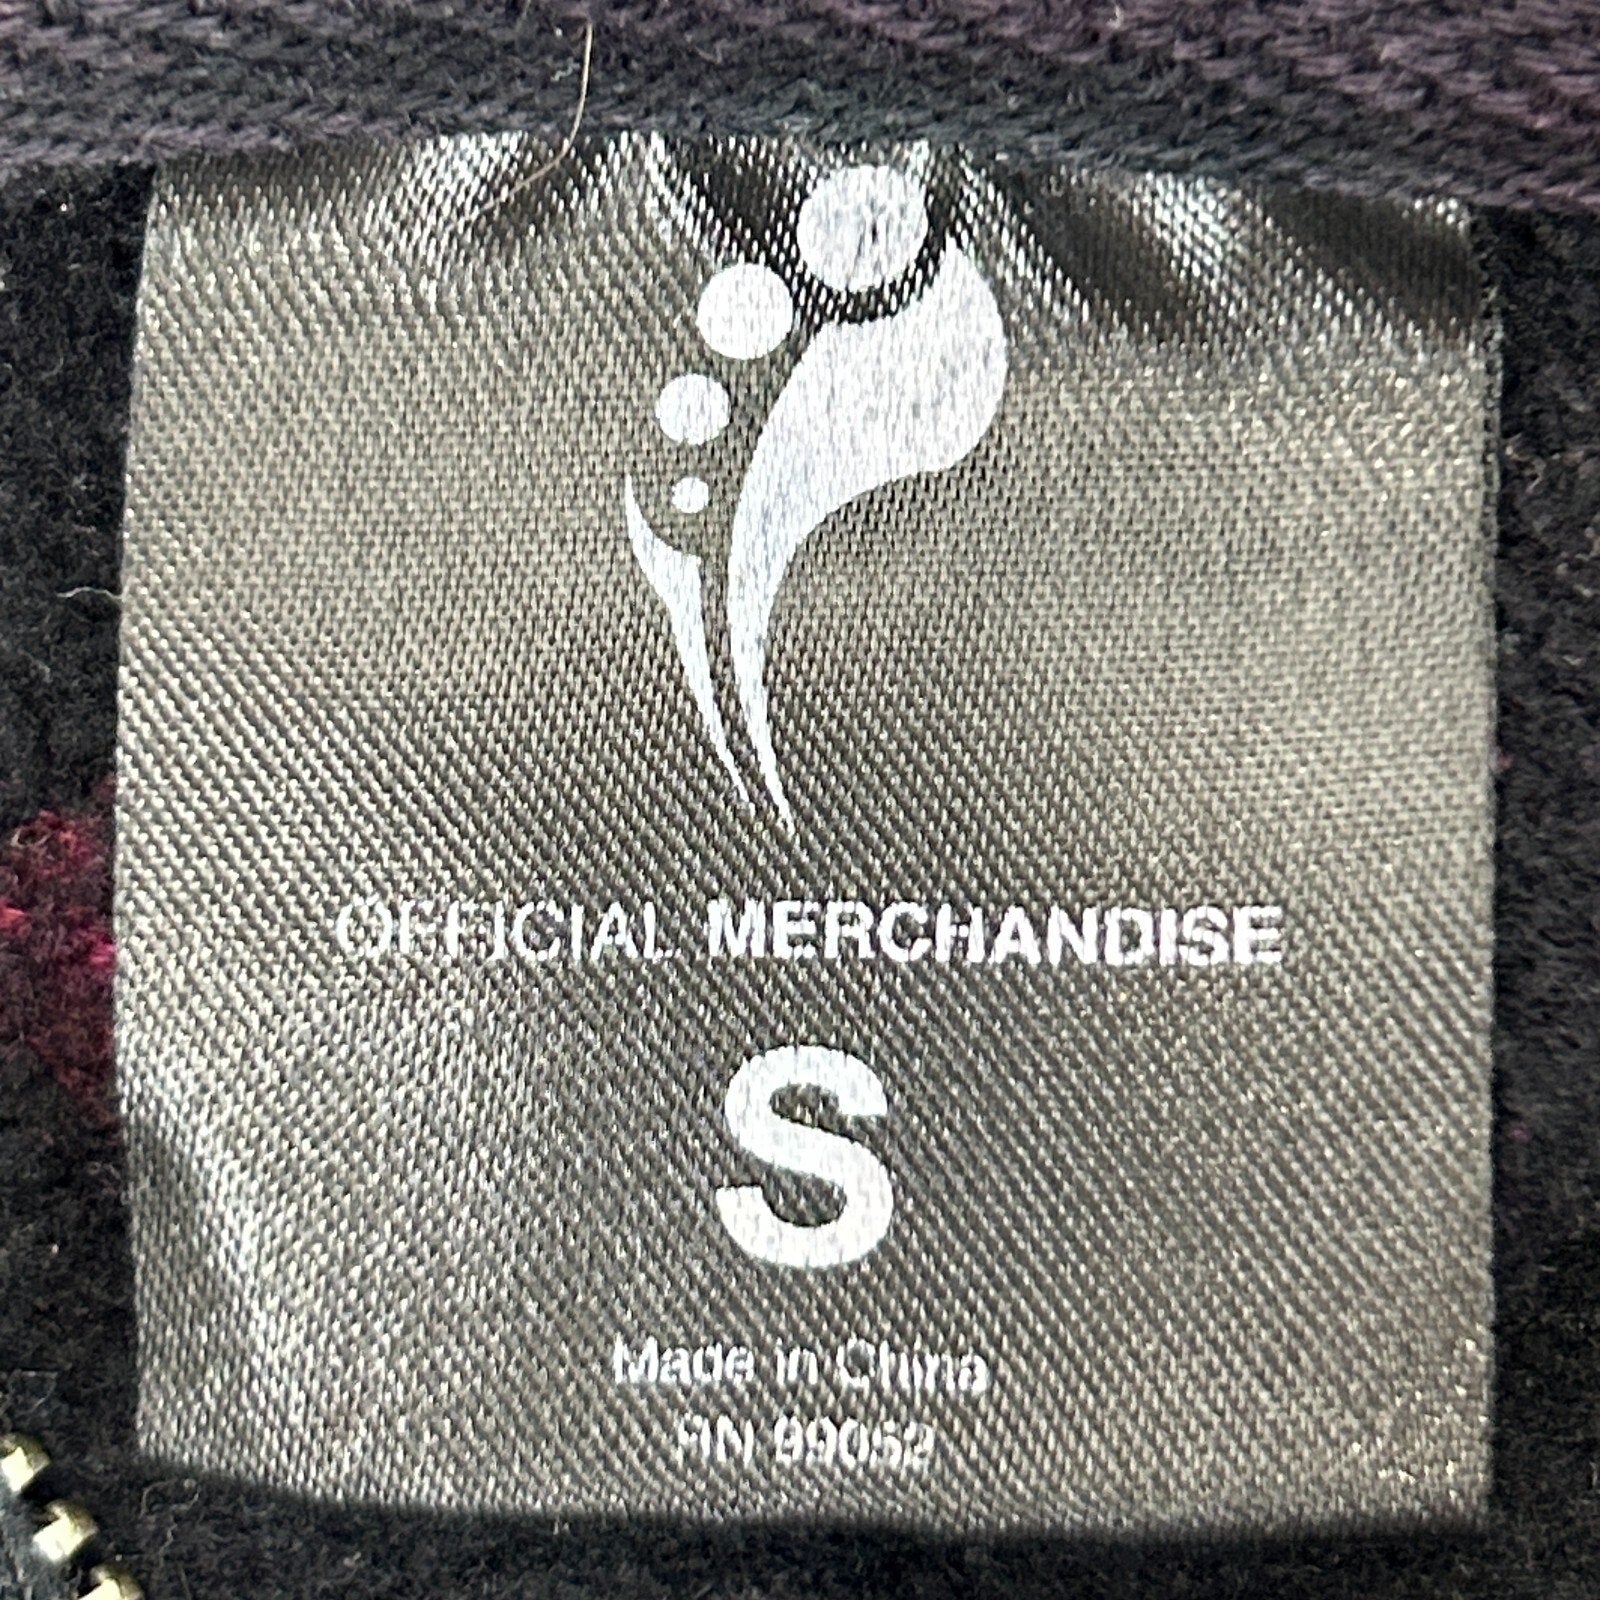 OFFICIAL MERCHANDISE
S
Made in China
RN 99052